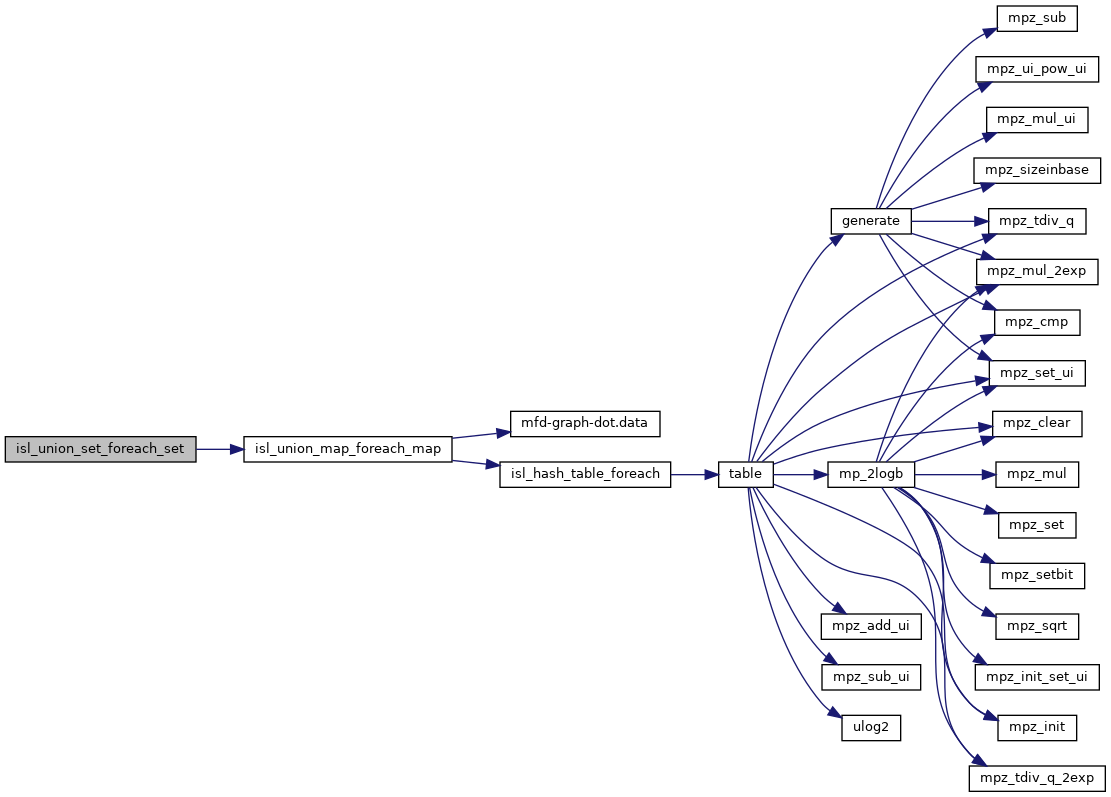 isl_union_set_foreach_set
isl_union_map_foreach_map
mfd-graph-dot.data
isl_hash_table_foreach
table
generate
mp_2logb
mpz_add_ui
mpz_sub_ui
ulog2
mpz_sub
mpz_ui_pow_ui
mpz_mul_ui
mpz_sizeinbase
mpz_tdiv_q
mpz_mul_2exp
mpz_cmp
mpz_set_ui
mpz_clear
mpz_mul
mpz_set
mpz_setbit
mpz_sqrt
mpz_init_set_ui
mpz_init
mpz_tdiv_q_2exp